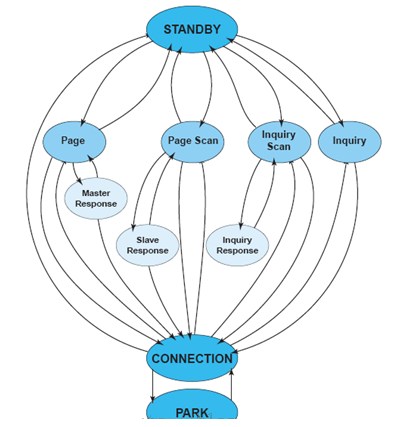 STANDBY
Page
Page Scan
Inquiry
Scan
Inquiry
Master
Response
Slave
Response
Inquiry
Response
CONNECTION
PARK